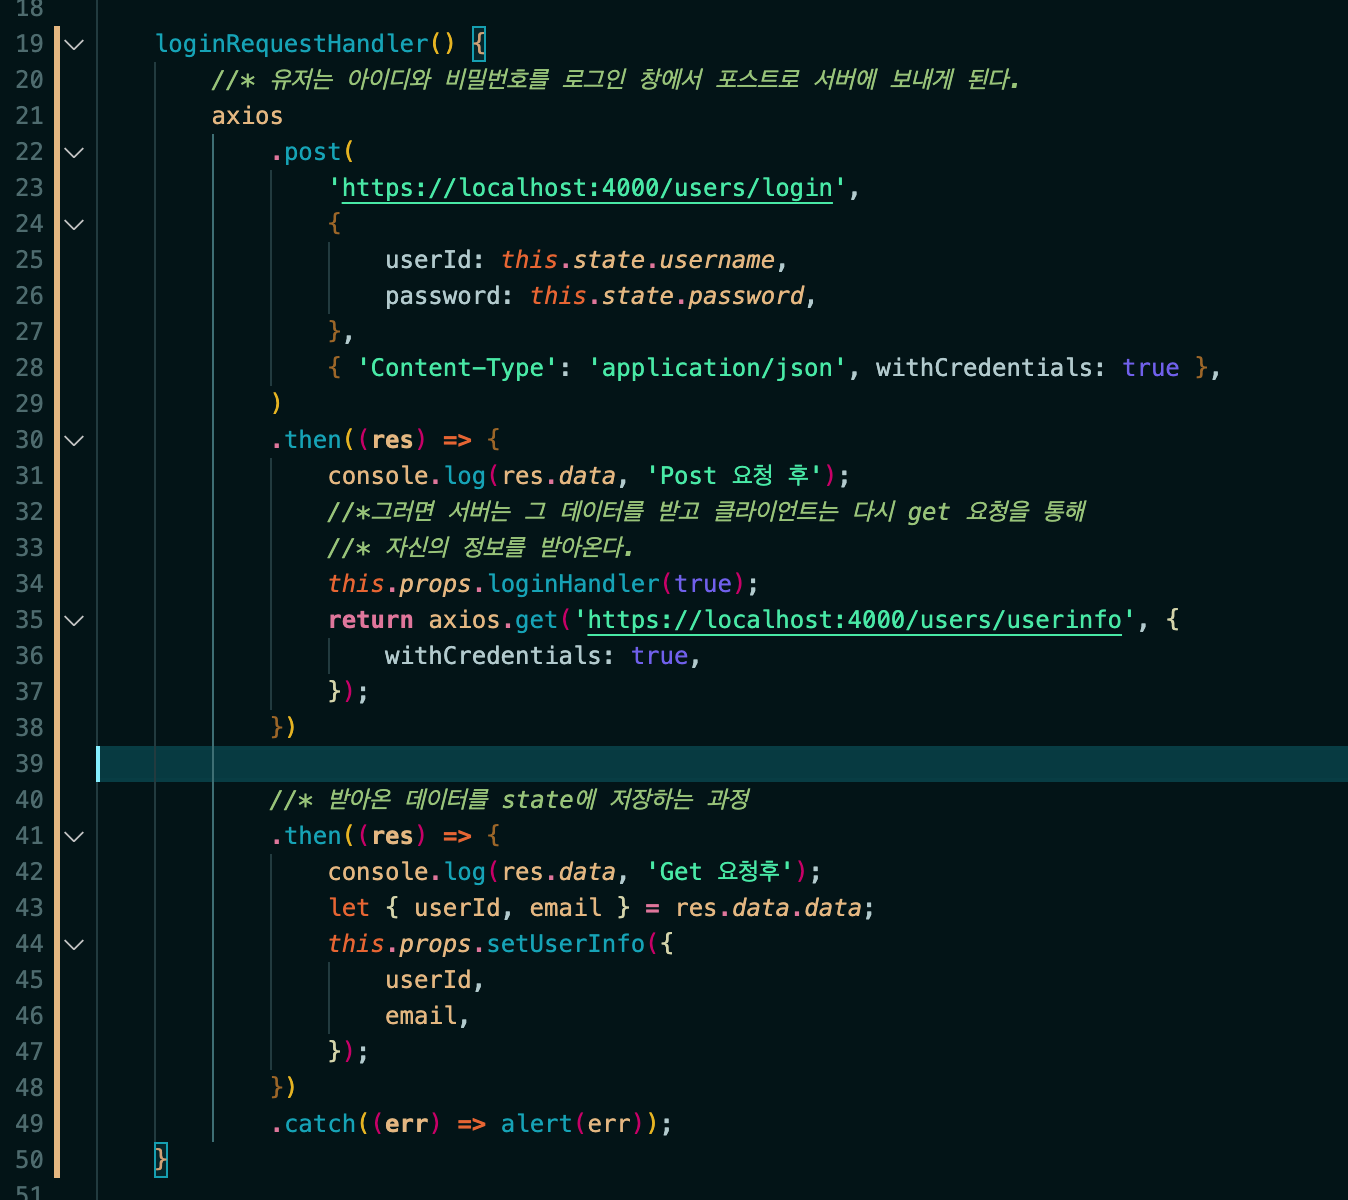 18
19 loginRequestHandler() {
20 //* 유저는 아이디와 비밀번호를 로그인 창에서 포스트로 서버에 보내게 된다.
21 axios
22 .post(
23 'https://localhost:4000/users/login',
24 {
25 userId: this.state.username,
26 password: this.state.password,
27 },
28 { 'Content-Type': 'application/json', withCredentials: true },
29 )
30 .then((res) => {
31 console.log(res.data, 'Post 요청 후');
32 //*그러면 서버는 그 데이터를 받고 클라이언트는 다시 get 요청을 통해
33 //* 자신의 정보를 받아온다.
34 this.props.loginHandler(true);
35 return axios.get('https://localhost:4000/users/userinfo', {
36 withCredentials: true,
37 });
38 })
39
40 //* 받아온 데이터를 state에 저장하는 과정
41 .then((res) => {
42 console.log(res.data, 'Get 요청후');
43 let { userId, email } = res.data.data;
44 this.props.setUserInfo({
45 userId,
46 email,
47 });
48 })
49 .catch((err) => alert(err));
50 }
51